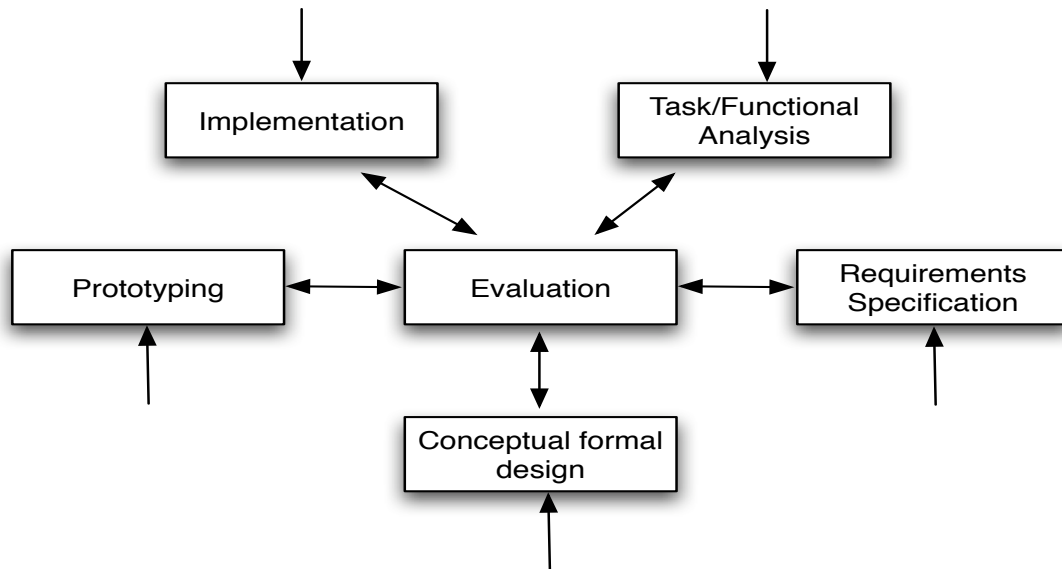 Implementation
Task/Functional
Analysis
Prototyping
Evaluation
Requirements
Specification
Conceptual formal
design